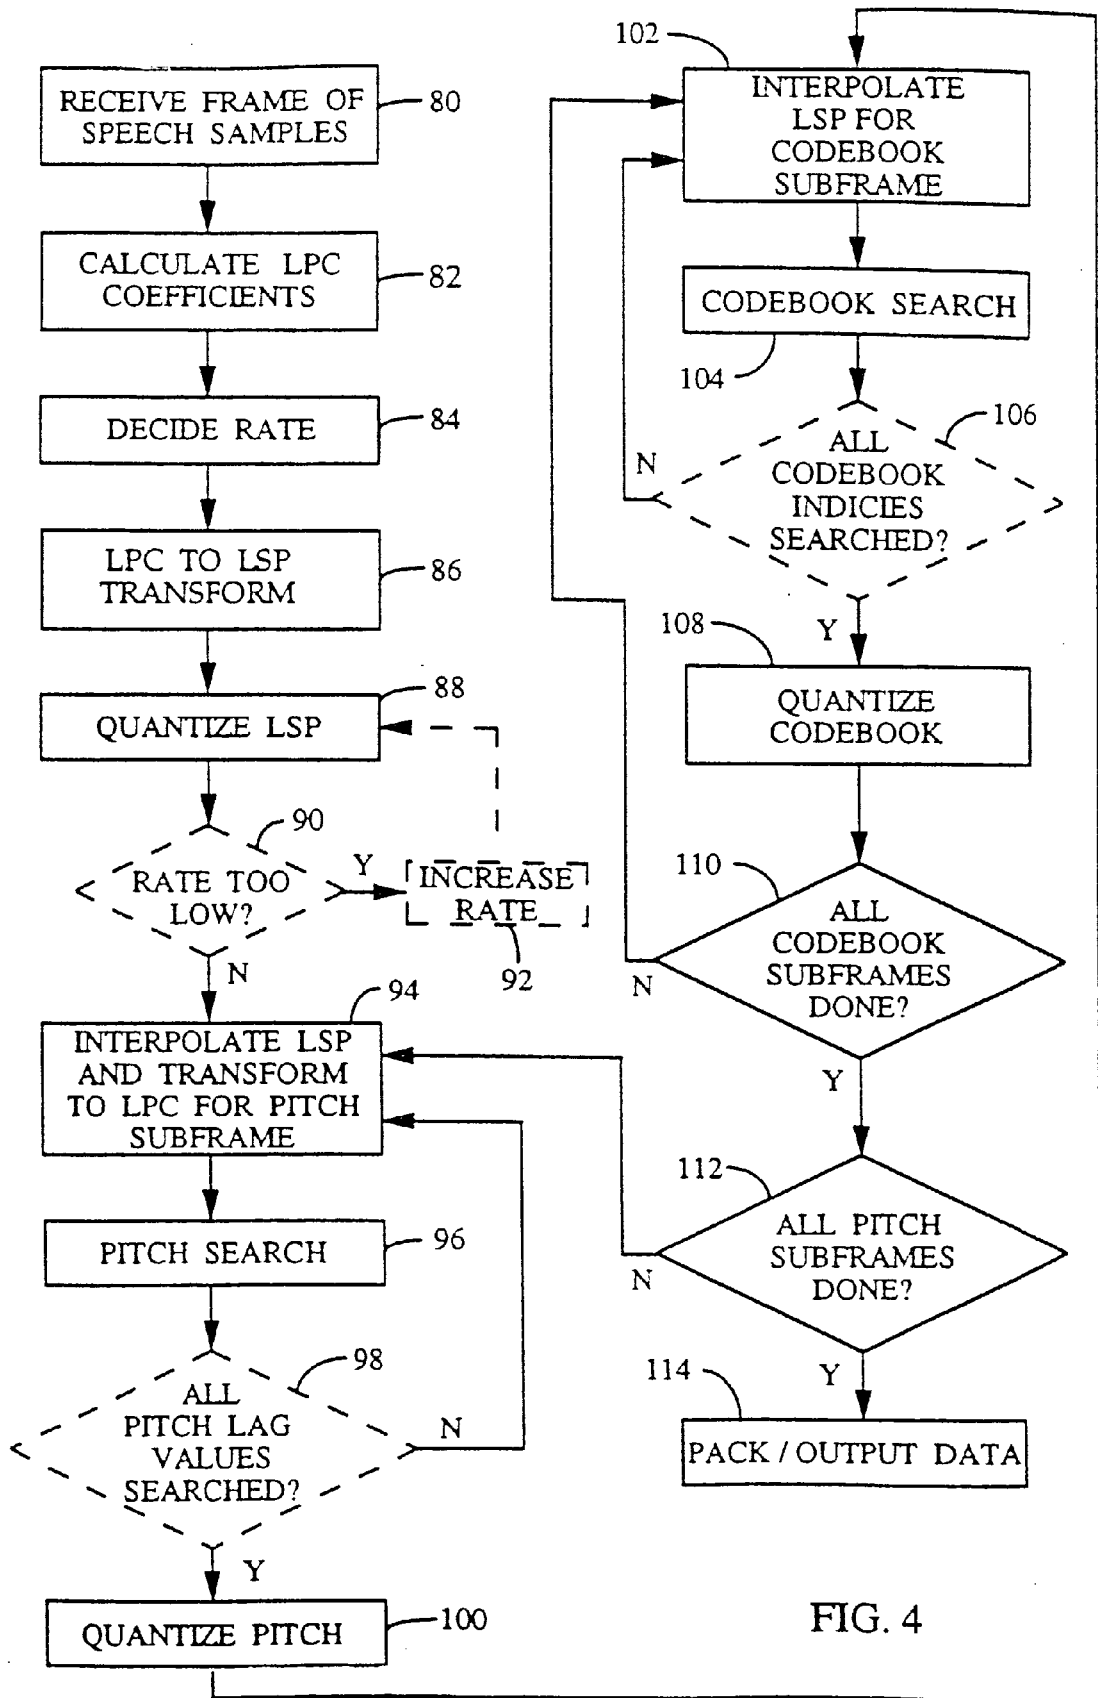 RECEIVE FRAME OF
SPEECH SAMPLES
80
CALCULATE LPC
COEFFICIENTS
82
DECIDE RATE
84
LPC TO LSP
TRANSFORM
86
88
QUANTIZE LSP
90
RATE TOO
LOW?
Y
INCREASE
RATE
92
N
94
INTERPOLATE LSP
AND TRANSFORM
TO LPC FOR PITCH
SUBFRAME
PITCH SEARCH
96
98
ALL
PITCH LAG
VALUES
SEARCHED?
N
Y
QUANTIZE PITCH
100
102
INTERPOLATE
LSP FOR
CODEBOOK
SUBFRAME
CODEBOOK SEARCH
104
106
ALL
CODEBOOK
INDICIES
SEARCHED?
N
Y
108
QUANTIZE
CODEBOOK
110
ALL
CODEBOOK
SUBFRAMES
DONE?
N
Y
112
ALL PITCH
SUBFRAMES
DONE?
N
Y
114
PACK / OUTPUT DATA
FIG. 4